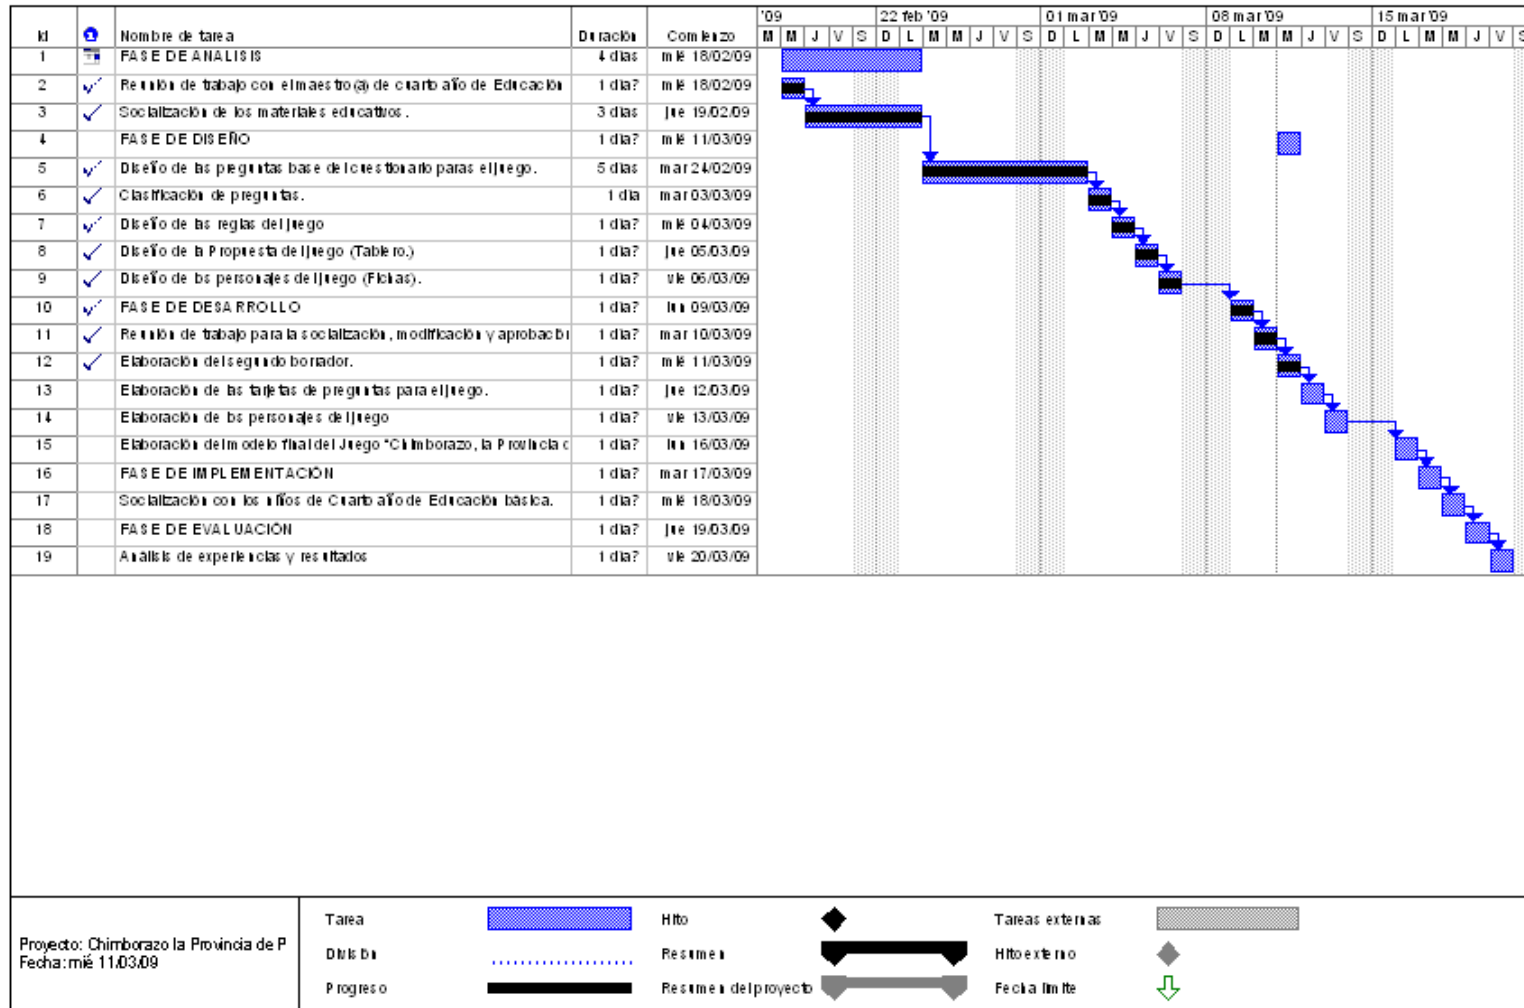 '09 22 feb '09 01 mar '09 08 mar '09 15 mar '09
Id Nombre de tarea Duración Comienzo M M J V S D L M M J V S D L M M J V S D L M M J V S D L M M J V S
1 FASE DE ANALISIS 4 días mié 18/02/09
2 Reunión de trabajo con el maestro(a) de cuarto año de Educación 1 día? mié 18/02/09
3 Socialización de los materiales educativos. 3 días jue 19/02/09
4 FASE DE DISEÑO 1 día? mié 11/03/09
5 Diseño de las preguntas base del cuestionario paras el juego. 5 días mar 24/02/09
6 Clasificación de preguntas. 1 día mar 03/03/09
7 Diseño de las reglas del juego 1 día? mié 04/03/09
8 Diseño de la Propuesta del juego (Tablero.) 1 día? jue 05/03/09
9 Diseño de los personajes del juego (Fichas). 1 día? vie 06/03/09
10 FASE DE DESARROLLO 1 día? lun 09/03/09
11 Reunión de trabajo para la socialización, modificación y aprobación 1 día? mar 10/03/09
12 Elaboración del segundo borrador. 1 día? mié 11/03/09
13 Elaboración de las tarjetas de preguntas para el juego. 1 día? jue 12/03/09
14 Elaboración de los personajes del juego 1 día? vie 13/03/09
15 Elaboración del modelo final del Juego "Chimborazo, la Provincia d 1 día? lun 16/03/09
16 FASE DE IMPLEMENTACIÓN 1 día? mar 17/03/09
17 Socialización con los niños de Cuarto año de Educación básica. 1 día? mié 18/03/09
18 FASE DE EVALUACIÓN 1 día? jue 19/03/09
19 Análisis de experiencias y resultados 1 día? vie 20/03/09
Proyecto: Chimborazo la Provincia de P
Fecha: mié 11/03/09
Tarea Hito Tareas externas
División Resumen Hito externo
Progreso Resumen del proyecto Fecha límite